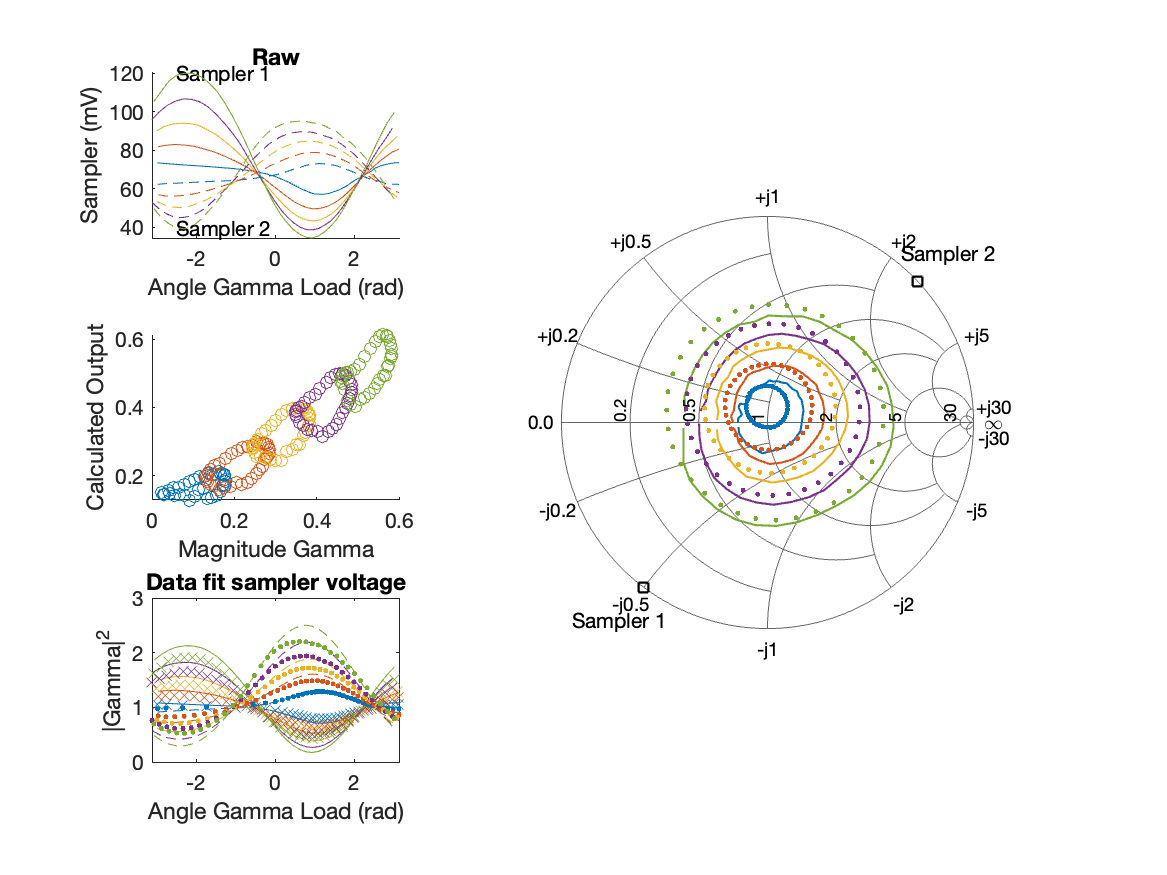 Raw
Sampler 1
120
100
80
60
40
Sampler (mV)
Sampler 2
-2
0
2
Angle Gamma Load (rad)
0.6
0.4
0.2
Calculated Output
0
0.2
0.4
0.6
Magnitude Gamma
Data fit sampler voltage
3
2
1
0
|Gamma|2
-2
0
2
Angle Gamma Load (rad)
+j1
+j0.5
+j2
Sampler 2
+j0.2
+j5
0.0
0.2
0.5
1
2
5
30
+j30
∞
-j30
-j0.2
-j5
-j0.5
-j2
Sampler 1
-j1